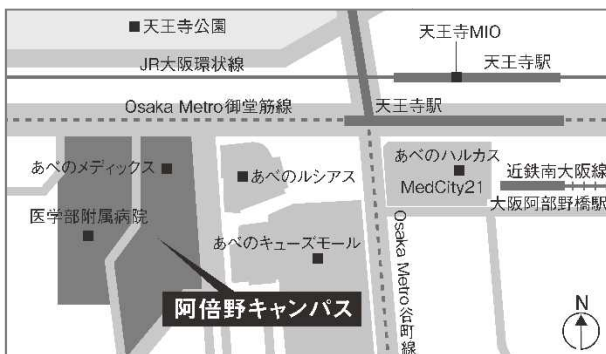 天王寺公園
天王寺MIO
JR大阪環状線
天王寺駅
Osaka Metro御堂筋線
天王寺駅
あべのメディックス
あべのルシアス
あべのハルカス
MedCity21
近鉄南大阪線
大阪阿部野橋駅
医学部附属病院
あべのキューズモール
Osaka Metro谷町線
阿倍野キャンパス
N